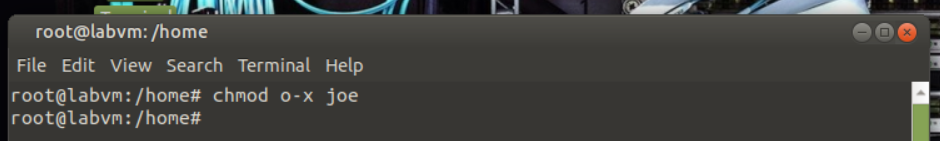 root@labvm: /home
File Edit View Search Terminal Help
root@labvm:/home# chmod o-x joe
root@labvm:/home#